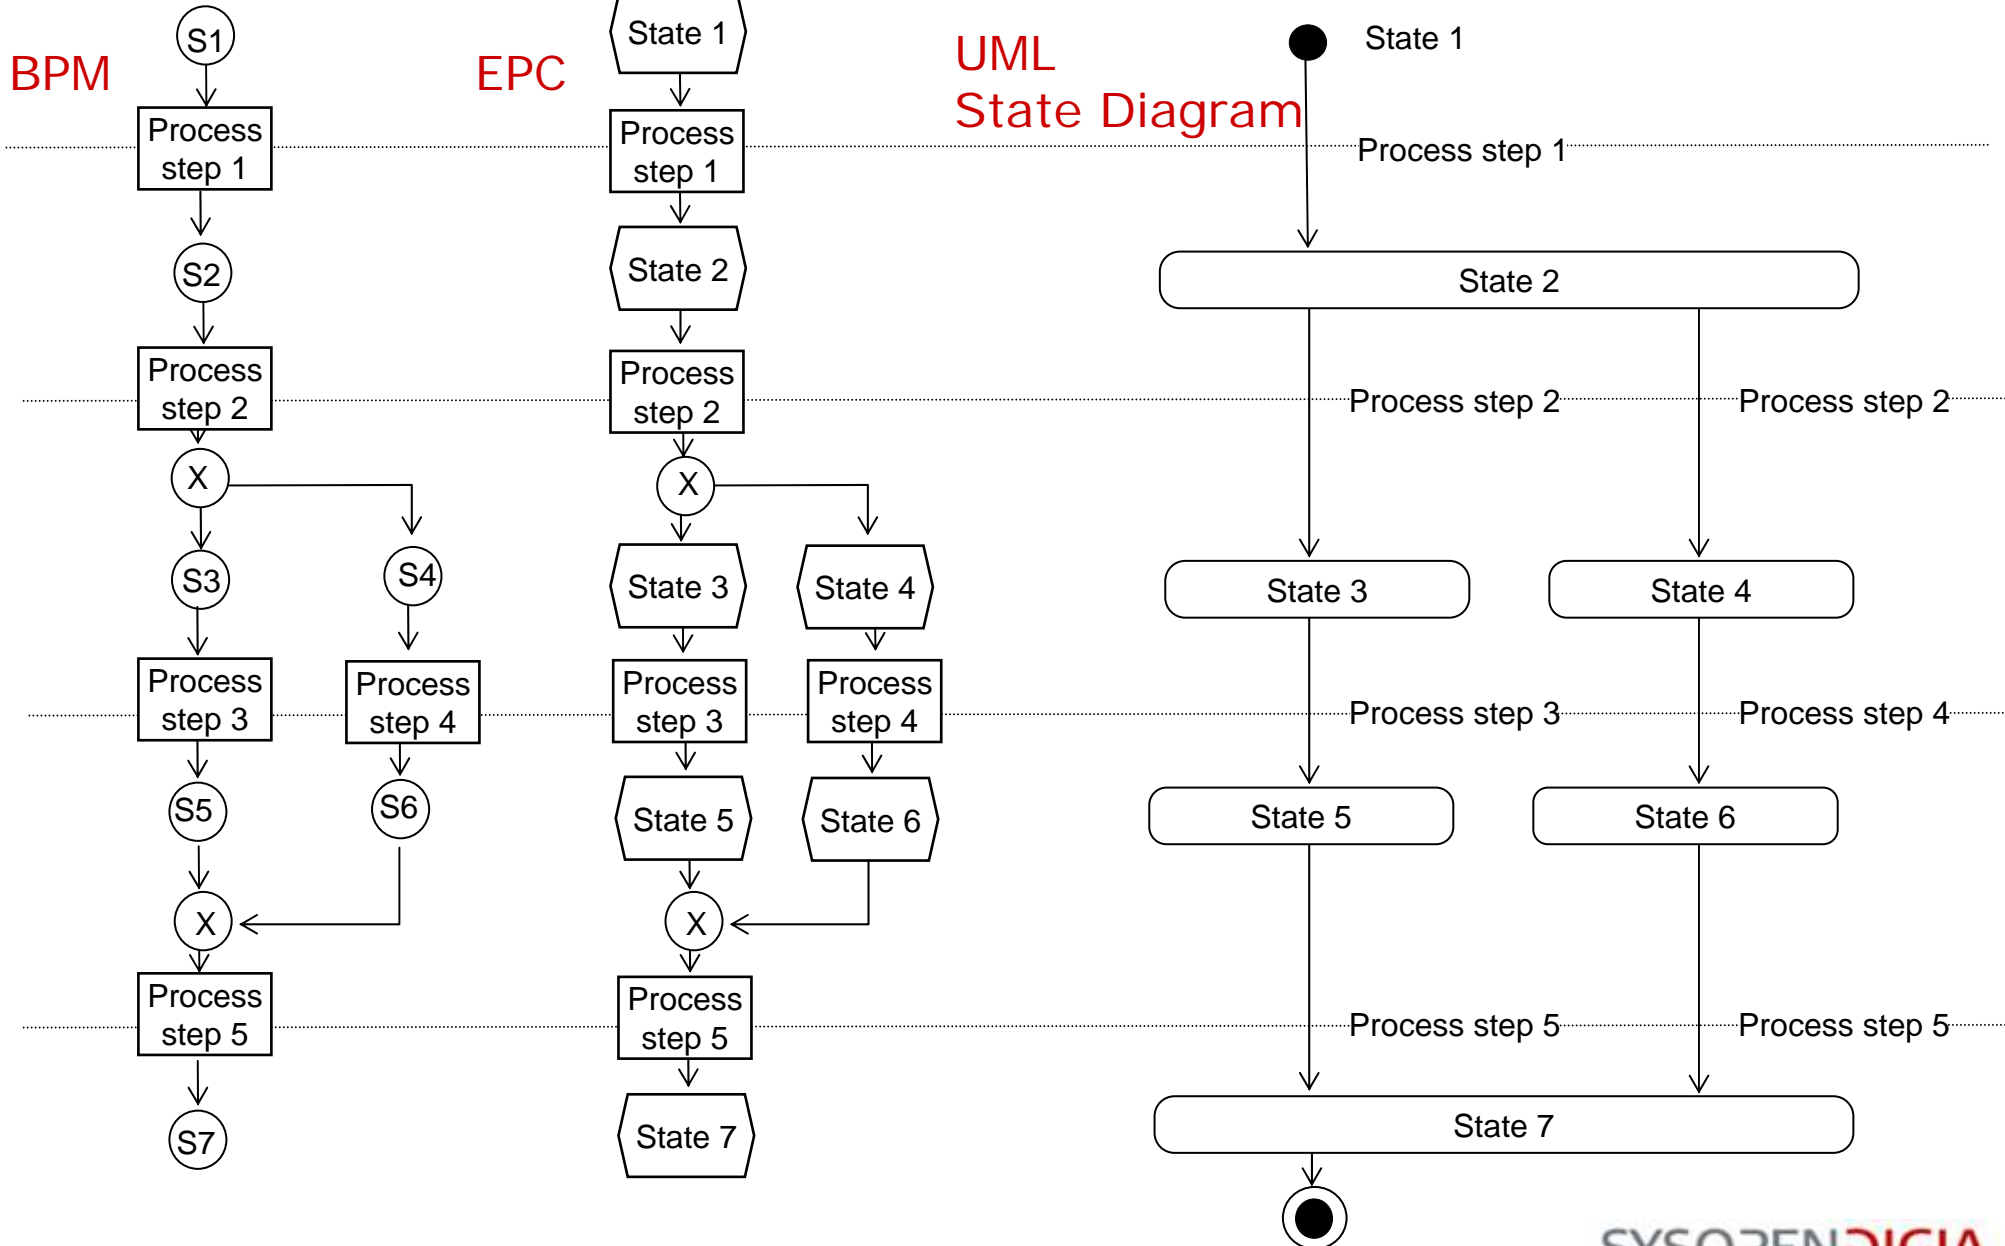 BPM
S1
Process
step 1
S2
Process
step 2
X
S3
S4
Process
step 3
Process
step 4
S5
S6
X
Process
step 5
S7
EPC
State 1
Process
step 1
State 2
Process
step 2
X
State 3
State 4
Process
step 3
Process
step 4
State 5
State 6
X
Process
step 5
State 7
UML
State Diagram
State 1
Process step 1
State 2
Process step 2
Process step 2
State 3
State 4
Process step 3
Process step 4
State 5
State 6
Process step 5
Process step 5
State 7
SYSOPENDIGIA